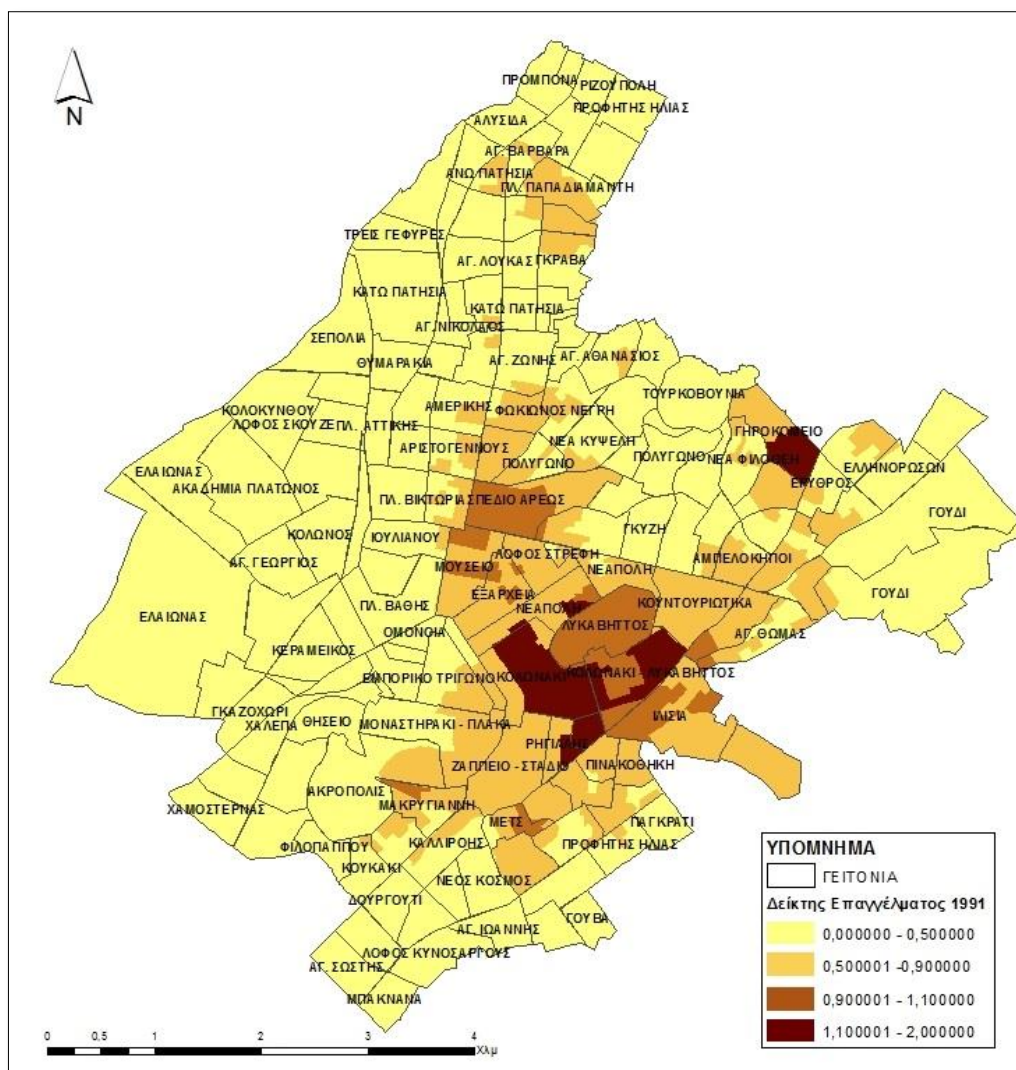 N
ΠΡΟΜΠΟΝΑ
ΡΙΖΟΥΠΟΛΗ
ΠΡΟΦΗΤΗΣ ΗΛΙΑΣ
ΑΛΥΣΙΔΑ
ΑΓ. ΒΑΡΒΑΡΑ
ΑΝΩ ΠΑΤΗΣΙΑ
ΠΛ. ΠΑΠΑΔΙΑΜΑΝΤΗ
ΤΡΕΙΣ ΓΕΦΥΡΕΣ
ΑΓ. ΛΟΥΚΑΣ
ΓΚΡΑΒΑ
ΚΑΤΩ ΠΑΤΗΣΙΑ
ΚΑΤΩ ΠΑΤΗΣΙΑ
ΑΓ. ΝΙΚΟΛΑΟΣ
ΣΕΠΟΛΙΑ
ΘΥΜΑΡΑΚΙΑ
ΑΓ. ΖΩΝΗΣ
ΑΓ. ΑΘΑΝΑΣΙΟΣ
ΤΟΥΡΚΟΒΟΥΝΙΑ
ΚΟΛΟΚΥΝΘΟΥ
ΛΟΦΟΣ ΣΚΟΥΖΕ
ΠΛ. ΑΤΤΙΚΗΣ
ΑΜΕΡΙΚΗΣ
ΦΩΚΙΩΝΟΣ ΝΕΓΡΗ
ΓΗΡΟΚΟΜΕΙΟ
ΑΡΙΣΤΟΓΕΝΝΟΥΣ
ΝΕΑ ΚΥΨΕΛΗ
ΠΟΛΥΓΩΝΟ
ΠΟΛΥΓΩΝΟ
ΝΕΑ ΦΙΛΟΘΕΗ
ΕΛΑΙΩΝΑΣ
ΑΚΑΔΗΜΙΑ ΠΛΑΤΩΝΟΣ
ΕΛΛΗΝΟΡΩΣΩΝ
ΕΡΥΘΡΟΣ
ΠΛ. ΒΙΚΤΩΡΙΑΣ
ΠΕΔΙΟ ΑΡΕΩΣ
ΓΟΥΔΙ
ΚΟΛΩΝΟΣ
ΙΟΥΛΙΑΝΟΥ
ΓΚΥΖΗ
ΑΓ. ΓΕΩΡΓΙΟΣ
ΜΟΥΣΕΙΟ
ΛΟΦΟΣ ΣΤΡΕΦΗ
ΝΕΑΠΟΛΗ
ΑΜΠΕΛΟΚΗΠΟΙ
ΓΟΥΔΙ
ΕΞΑΡΧΕΙΑ
ΠΛ. ΒΑΘΗΣ
ΝΕΑΠΟΛΗ
ΚΟΥΝΤΟΥΡΙΩΤΙΚΑ
ΕΛΑΙΩΝΑΣ
ΟΜΟΝΟΙΑ
ΛΥΚΑΒΗΤΤΟΣ
ΑΓ. ΘΩΜΑΣ
ΚΕΡΑΜΕΙΚΟΣ
ΕΜΠΟΡΙΚΟ ΤΡΙΓΩΝΟ
ΚΟΛΩΝΑΚΙ
ΚΟΛΩΝΑΚΙ - ΛΥΚΑΒΗΤΤΟΣ
ΓΚΑΖΟΧΩΡΙ
ΘΗΣΕΙΟ
ΧΑΛΕΠΑ
ΜΟΝΑΣΤΗΡΑΚΙ - ΠΛΑΚΑ
ΙΛΙΣΙΑ
ΡΗΓΙΛΛΗΣ
ΖΑΠΠΕΙΟ - ΣΤΑΔΙΟ
ΠΙΝΑΚΟΘΗΚΗ
ΑΚΡΟΠΟΛΙΣ
ΧΑΜΟΣΤΕΡΝΑΣ
ΜΑΚΡΥΓΙΑΝΝΗ
ΜΕΤΣ
ΠΑΓΚΡΑΤΙ
ΦΙΛΟΠΑΠΠΟΥ
ΚΑΛΛΙΡΟΗΣ
ΠΡΟΦΗΤΗΣ ΗΛΙΑΣ
ΚΟΥΚΑΚΙ
ΝΕΟΣ ΚΟΣΜΟΣ
ΔΟΥΡΓΟΥΤΙ
ΓΟΥΒΑ
ΑΓ. ΙΩΑΝΝΗΣ
ΛΟΦΟΣ ΚΥΝΟΣΑΡΓΟΥΣ
ΑΓ. ΣΩΣΤΗΣ
ΜΠΑΚΝΑΝΑ
ΥΠΟΜΝΗΜΑ
ΓΕΙΤΟΝΙΑ
Δείκτης Επαγγέλματος 1991
0,000000 - 0,500000
0,500001 -0,900000
0,900001 - 1,100000
1,100001 - 2,000000
0 0,5 1 2 3 4
Χλμ